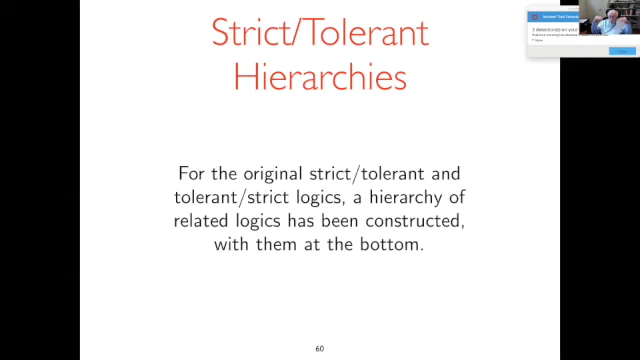 Strict/Tolerant
Hierarchies
For the original strict/tolerant and
tolerant/strict logics, a hierarchy of
related logics has been constructed,
with them at the bottom.
60